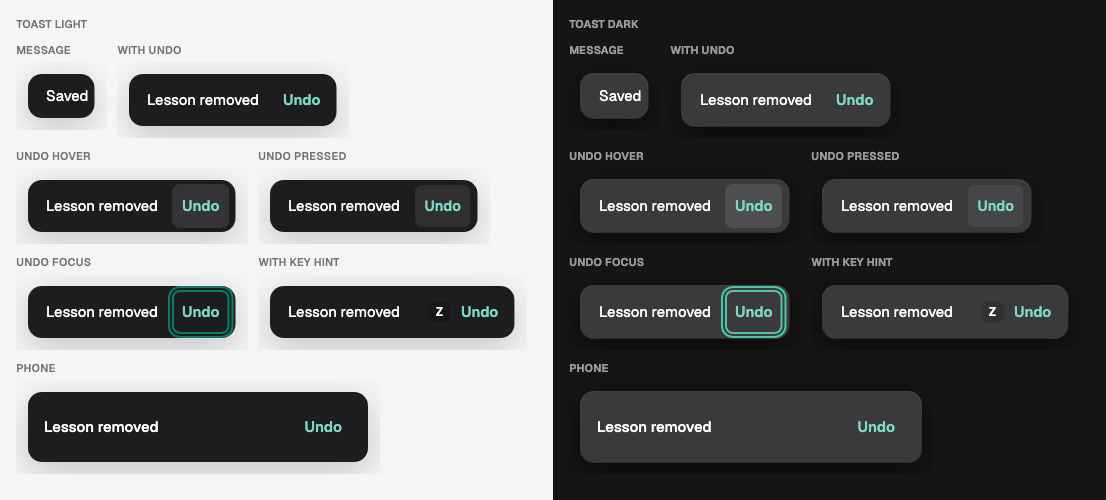 TOAST LIGHT
MESSAGE WITH UNDO
Saved Lesson removed Undo
UNDO HOVER UNDO PRESSED
Lesson removed Undo Lesson removed Undo
UNDO FOCUS WITH KEY HINT
Lesson removed Undo Lesson removed Z Undo
PHONE
Lesson removed Undo
TOAST DARK
MESSAGE WITH UNDO
Saved Lesson removed Undo
UNDO HOVER UNDO PRESSED
Lesson removed Undo Lesson removed Undo
UNDO FOCUS WITH KEY HINT
Lesson removed Undo Lesson removed Z Undo
PHONE
Lesson removed Undo